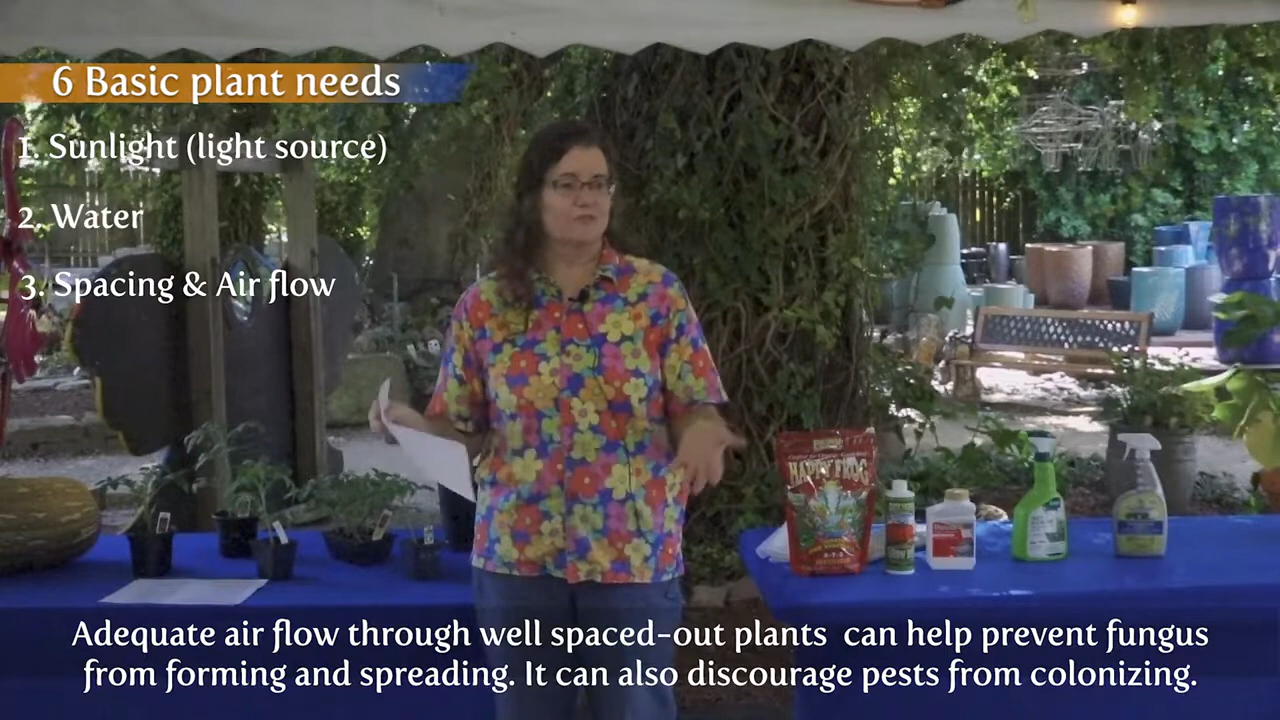 6 Basic plant needs
1. Sunlight (light source)
2. Water
3. Spacing & Air flow
HAPPY FROG
Adequate air flow through well spaced-out plants can help prevent fungus
from forming and spreading. It can also discourage pests from colonizing.